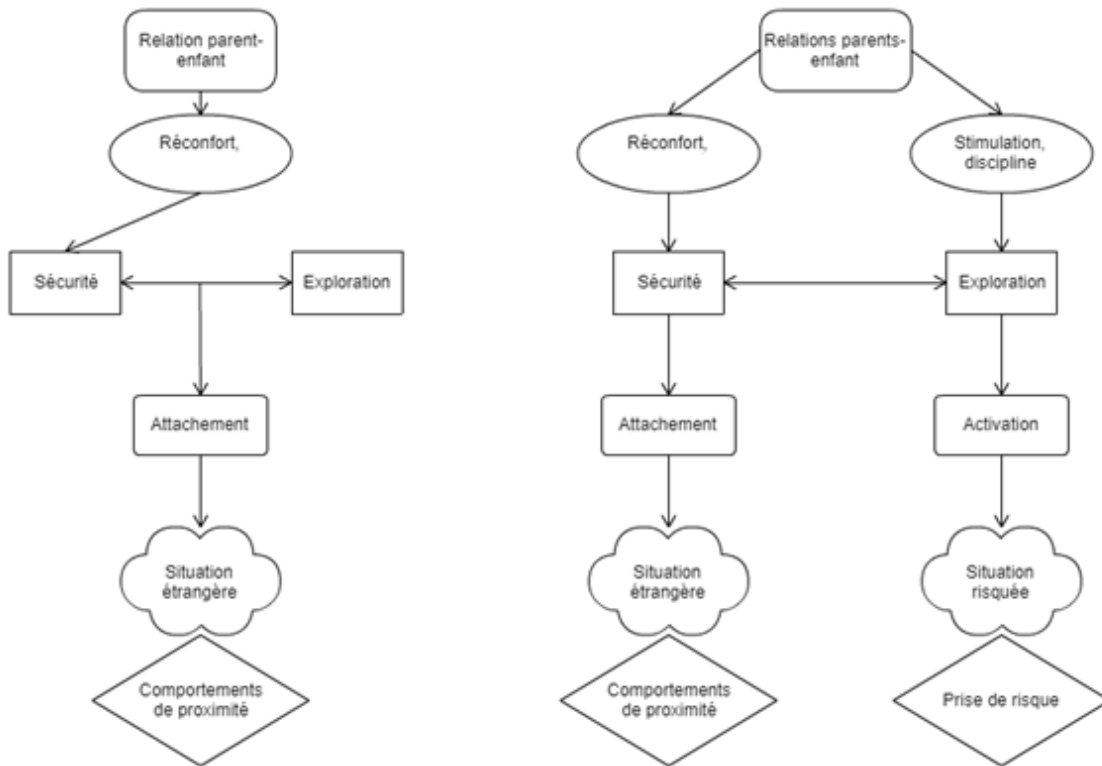 Relation parent-
enfant
Réconfort,
Sécurité
Exploration
Attachement
Situation
étrangère
Comportements
de proximité
Relations parents-
enfant
Réconfort,
Stimulation,
discipline
Sécurité
Exploration
Attachement
Activation
Situation
étrangère
Situation
risquée
Comportements
de proximité
Prise de risque